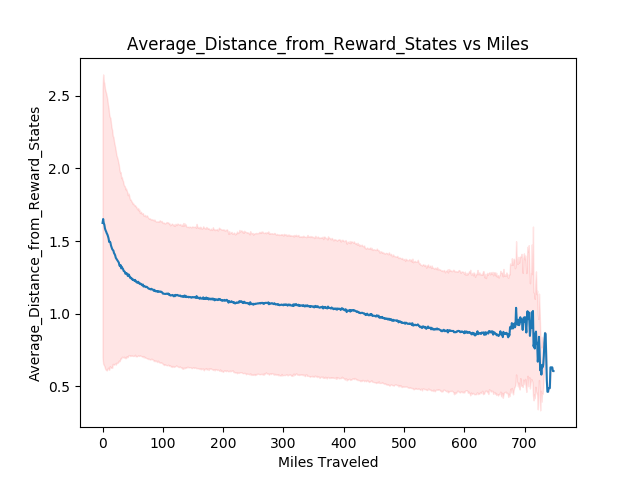 Average_Distance_from_Reward_States vs Miles
Average_Distance_from_Reward_States
2.5
2.0
1.5
1.0
0.5
0 100 200 300 400 500 600 700
Miles Traveled